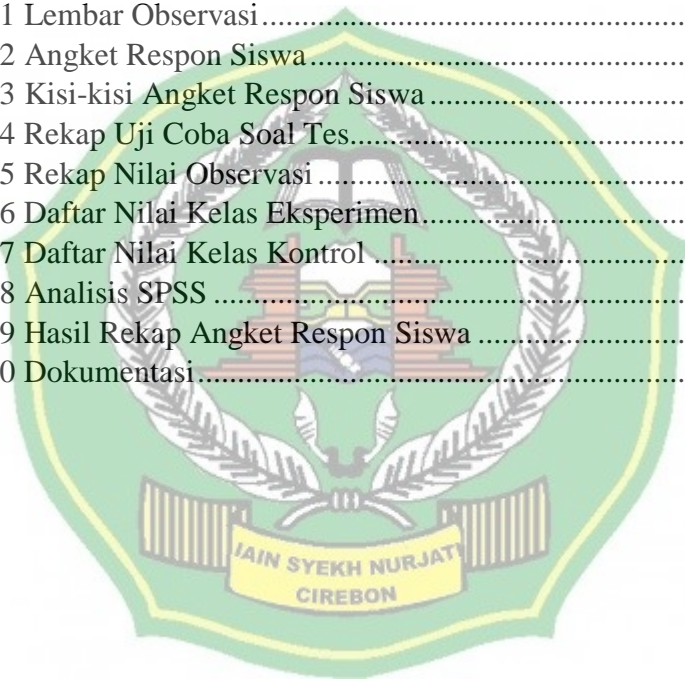 1 Lembar Observasi.......................................................
2 Angket Respon Siswa.................................................
3 Kisi-kisi Angket Respon Siswa ..................................
4 Rekap Uji Coba Soal Tes............................................
5 Rekap Nilai Observasi ................................................
6 Daftar Nilai Kelas Eksperimen...................................
7 Daftar Nilai Kelas Kontrol .........................................
8 Analisis SPSS .............................................................
9 Hasil Rekap Angket Respon Siswa ...........................
0 Dokumentasi................................................................
IAIN SYEKH NURJATI
CIREBON